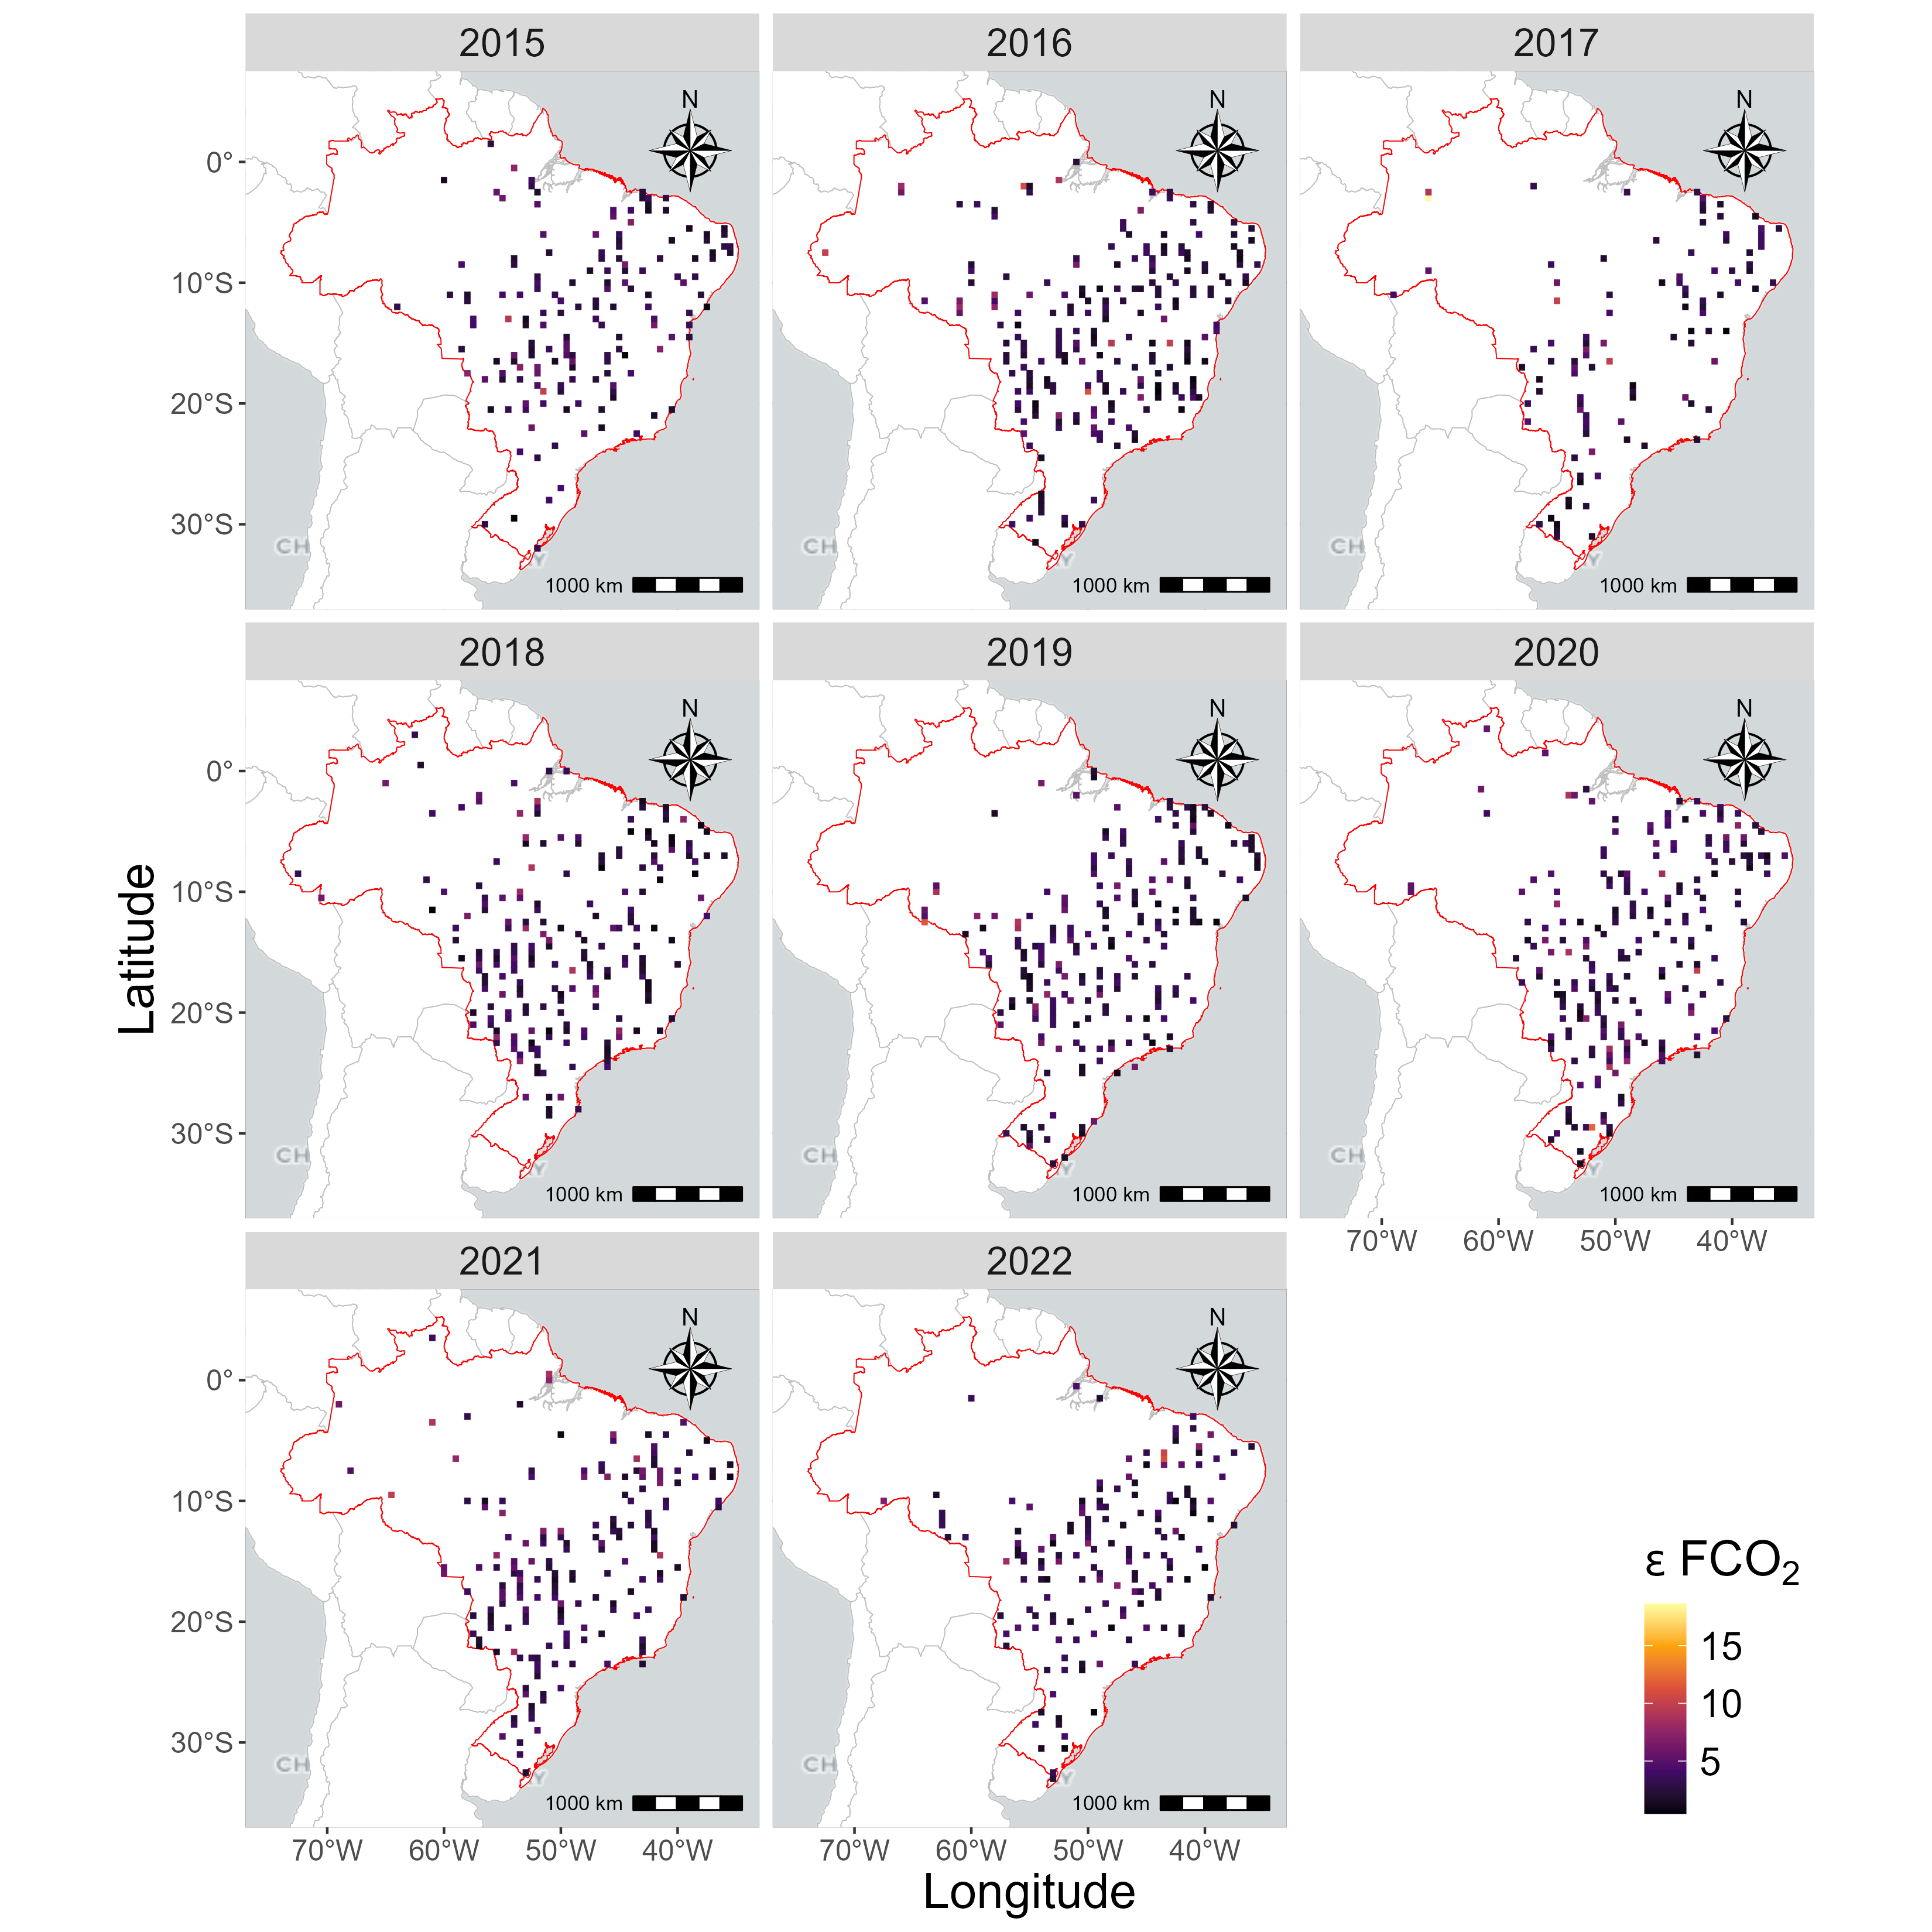 2015 2016 2017
N N N
0°
10°S
20°S
30°S
CH Y CH Y CH
1000 km 1000 km 1000 km
2018 2019 2020
N N N
0°
10°S
20°S
30°S
CH Y CH Y CH
1000 km 1000 km 1000 km
70°W 60°W 50°W 40°W
Latitude
2021 2022
N N
0°
10°S
20°S
30°S
CH Y CH Y
1000 km 1000 km
70°W 60°W 50°W 40°W 70°W 60°W 50°W 40°W
Longitude
ε FCO₂
15
10
5